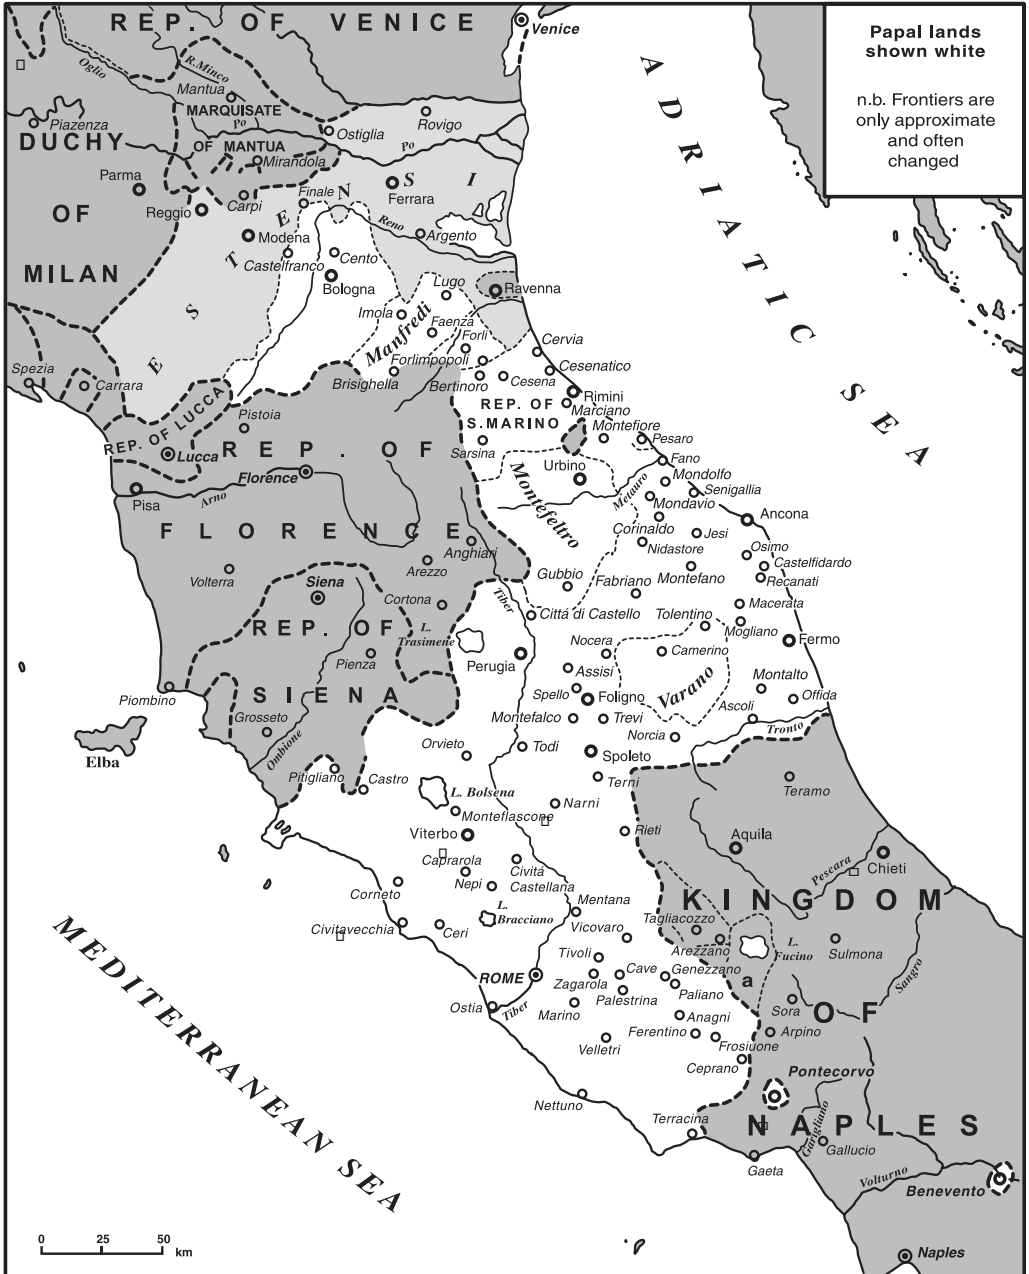 REP. OF VENICE
Venice
Papal lands
shown white
n.b. Frontiers are
only approximate
and often
changed
ADRIATIC SEA
Oglio
R.Minco
Mantua
MARQUISATE
Po
OF MANTUA
Piazenza
DUCHY
OF
MILAN
Ostiglia
Rovigo
Po
Mirandola
Parma
Reggio
Carpi
Finale
Ferrara
ESTENSI
Modena
Reno
Argento
Castelfranco
Cento
Bologna
Lugo
Ravenna
Imola
Manfredi
Faenza
Forli
Cervia
Forlimpopoli
Brisighella
Bertinoro
Cesena
Cesenatico
Spezia
Carrara
REP. OF LUCCA
Lucca
Pistoia
REP. OF
S.MARINO
Rimini
Marciano
Montefiore
Pesaro
Sarsina
Fano
REP. OF
FLORENCE
Florence
Arno
Pisa
Urbino
Montefeltro
Metauro
Mondolfo
Senigallia
Mondavio
Ancona
Corinaldo
Jesi
Nidastore
Osimo
Castelfidardo
Montefano
Recanati
Anghiari
Arezzo
Volterra
Siena
Cortona
Gubbio
Fabriano
Tiber
Cittá di Castello
Tolentino
Macerata
Mogliano
Fermo
REP. OF
SIENA
L.
Trasimene
Pienza
Perugia
Nocera
Camerino
Assisi
Varano
Spello
Foligno
Montalto
Offida
Ascoli
Piombino
Grosseto
Ombione
Montefalco
Trevi
Norcia
Tronto
Elba
Orvieto
Todi
Spoleto
Pitigliano
Castro
L. Bolsena
Terni
Teramo
Monteflascone
Narni
Viterbo
Rieti
Aquila
Caprarola
Civitá
Castellana
Pescara
Chieti
Corneto
Nepi
KINGDOM
OF
NAPLES
L.
Bracciano
Mentana
Tagliacozzo
Civitavecchia
Ceri
Vicovaro
Arezzano
L.
Fucino
Sulmona
Tivoli
ROME
Zagarola
Cave
Genezzano
a
Sangro
Palestrina
Paliano
Ostia
Tiber
Marino
Anagni
Sora
Ferentino
Arpino
Velletri
Frosiuone
Ceprano
Pontecorvo
Nettuno
Terracina
Garigliano
Gallucio
Gaeta
Volturno
Benevento
Naples
MEDITERRANEAN SEA
0 25 50
km